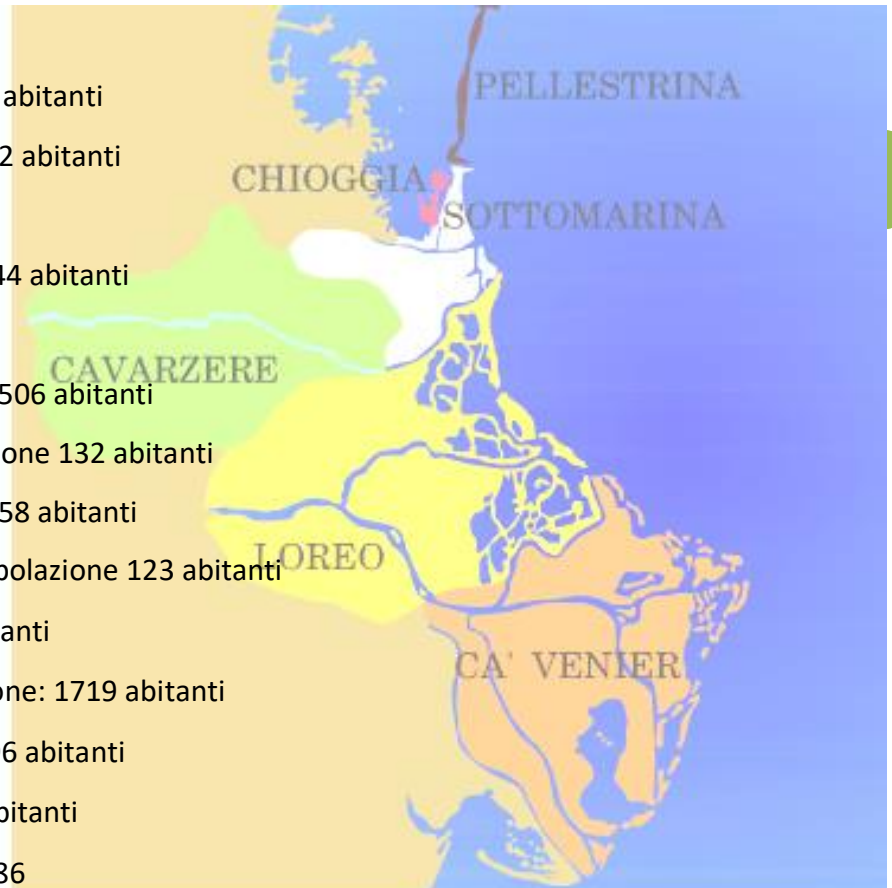 abitanti
PELLESTRINA
2 abitanti
CHIOGGIA
SOTTOMARINA
44 abitanti
CAVARZERE
506 abitanti
one 132 abitanti
58 abitanti
LOREO
polazione 123 abitanti
anti
CA' VENIER
one: 1719 abitanti
6 abitanti
bitanti
36